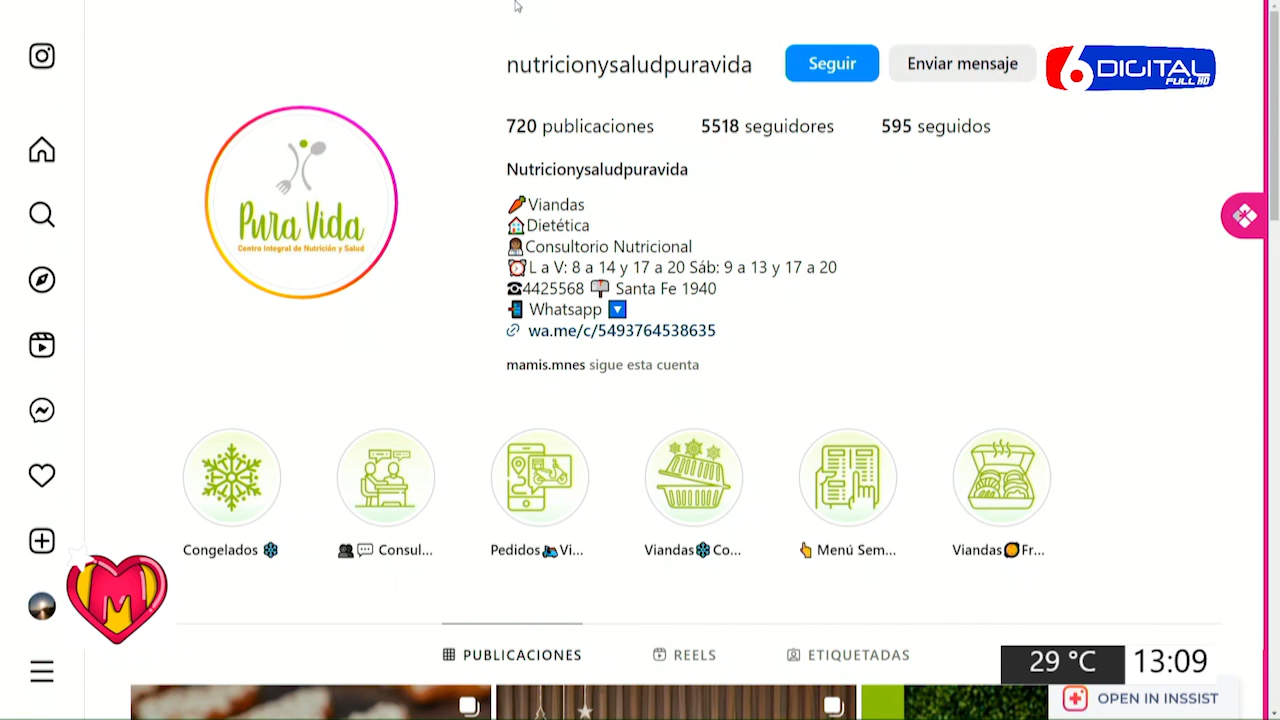 nutricionysaludpuravida
Seguir
Enviar mensaje
6 DIGITAL
FULL HD
720 publicaciones
5518 seguidores
595 seguidos
Nutricionysaludpuravida
Pura Vida
Centro Integral de Nutrición y Salud
🥕Viandas
🏠Dietética
👩🏾‍⚕️Consultorio Nutricional
⏰L a V: 8 a 14 y 17 a 20 Sáb: 9 a 13 y 17 a 20
☎4425568 📬 Santa Fe 1940
📲 Whatsapp 🔽
wa.me/c/5493764538635
mamis.mnes sigue esta cuenta
Congelados ❄
👥💬 Consul...
Pedidos🛵Vi...
Viandas❄Co...
👆 Menú Sem...
Viandas🥘Fr...
M
PUBLICACIONES
REELS
ETIQUETADAS
29 °C
13:09
OPEN IN INSSIST